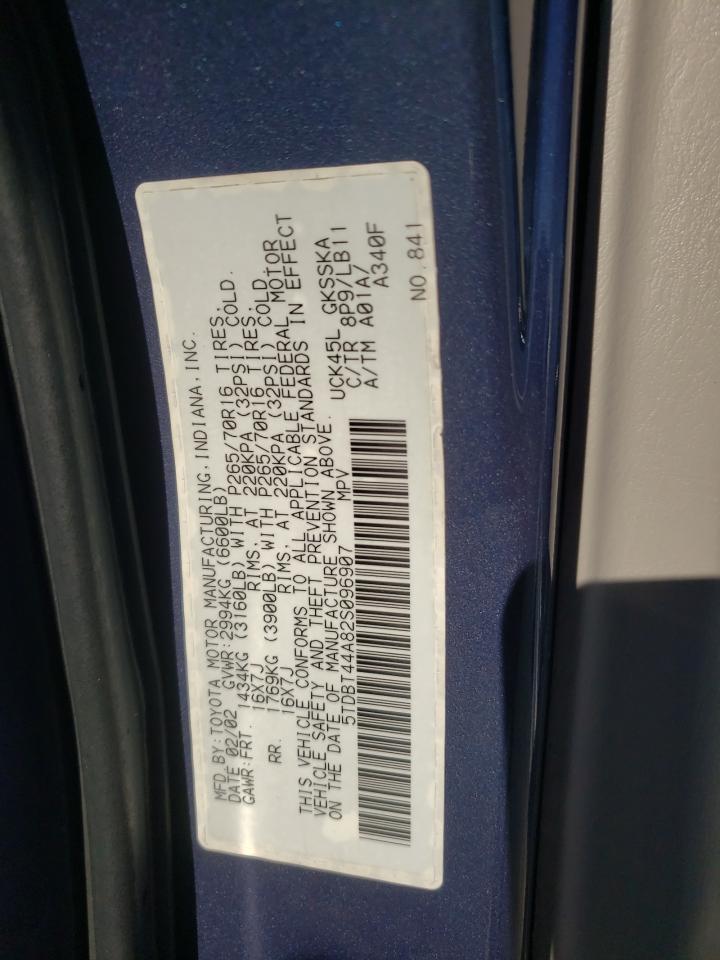 MFD.BY:TOYOTA MOTOR MANUFACTURING,INDIANA,INC.
DATE 02/02 GVWR:2994KG (6600LB)
GAWR:FRT. 1434KG (3160LB) WITH P265/70R16 TIRES.
16X7J RIMS. AT 220KPA (32PSI) COLD.
RR. 1769KG (3900LB) WITH P265/70R16 TIRES.
16X7J RIMS. AT 220KPA (32PSI) COLD.
THIS VEHICLE CONFORMS TO ALL APPLICABLE FEDERAL MOTOR
VEHICLE SAFETY AND THEFT PREVENTION STANDARDS IN EFFECT
ON THE DATE OF MANUFACTURE SHOWN ABOVE.
5TDBT44A82S096907 MPV
UCK45L GKSSKA
C/TR 8P9/LB11
A/TM A01A/
A340F
NO.841